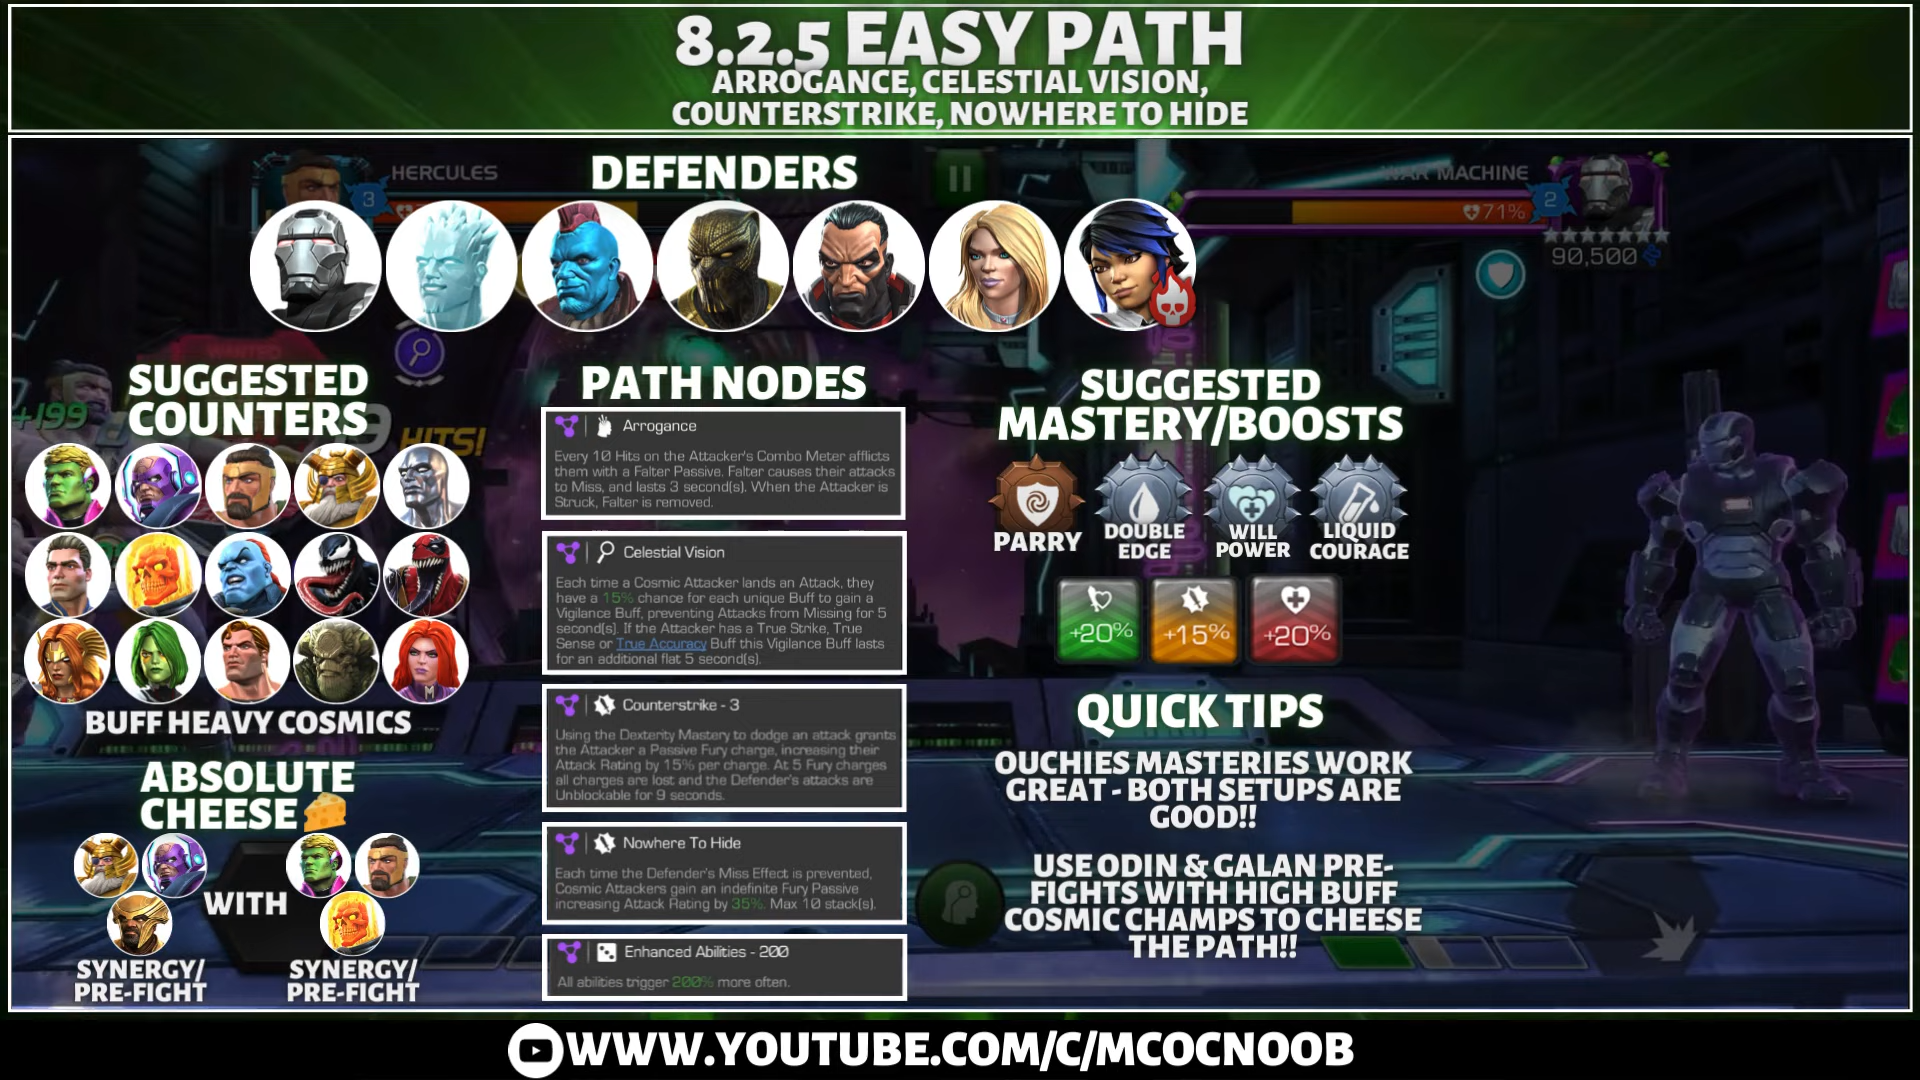 8.2.5 EASY PATH
ARROGANCE, CELESTIAL VISION,
COUNTERSTRIKE, NOWHERE TO HIDE
DEFENDERS
HERCULES
3
WAR MACHINE
2
71%
90,500
SUGGESTED
COUNTERS
+199
9 HITS!
BUFF HEAVY COSMICS
ABSOLUTE
CHEESE
WITH
SYNERGY/
PRE-FIGHT
SYNERGY/
PRE-FIGHT
PATH NODES
Arrogance
Every 10 Hits on the Attacker's Combo Meter afflicts
them with a Falter Passive. Falter causes their attacks
to Miss, and lasts 3 second(s). When the Attacker is
Struck, Falter is removed.
Celestial Vision
Each time a Cosmic Attacker lands an Attack, they
have a 15% chance for each unique Buff to gain a
Vigilance Buff, preventing Attacks from Missing for 5
second(s). If the Attacker has a True Strike, True
Sense or True Accuracy Buff this Vigilance Buff lasts
for an additional flat 5 second(s).
Counterstrike - 3
Using the Dexterity Mastery to dodge an attack grants
the Attacker a Passive Fury charge, increasing their
Attack Rating by 15% per charge. At 5 Fury charges
all charges are lost and the Defender's attacks are
Unblockable for 9 seconds.
Nowhere To Hide
Each time the Defender's Miss Effect is prevented,
Cosmic Attackers gain an indefinite Fury Passive
increasing Attack Rating by 35%. Max 10 stack(s).
Enhanced Abilities - 200
All abilities trigger 200% more often.
SUGGESTED
MASTERY/BOOSTS
PARRY
DOUBLE
EDGE
WILL
POWER
LIQUID
COURAGE
+20%
+15%
+20%
QUICK TIPS
OUCHIES MASTERIES WORK
GREAT - BOTH SETUPS ARE
GOOD!!
USE ODIN & GALAN PRE-
FIGHTS WITH HIGH BUFF
COSMIC CHAMPS TO CHEESE
THE PATH!!
WWW.YOUTUBE.COM/C/MCOCNOOB